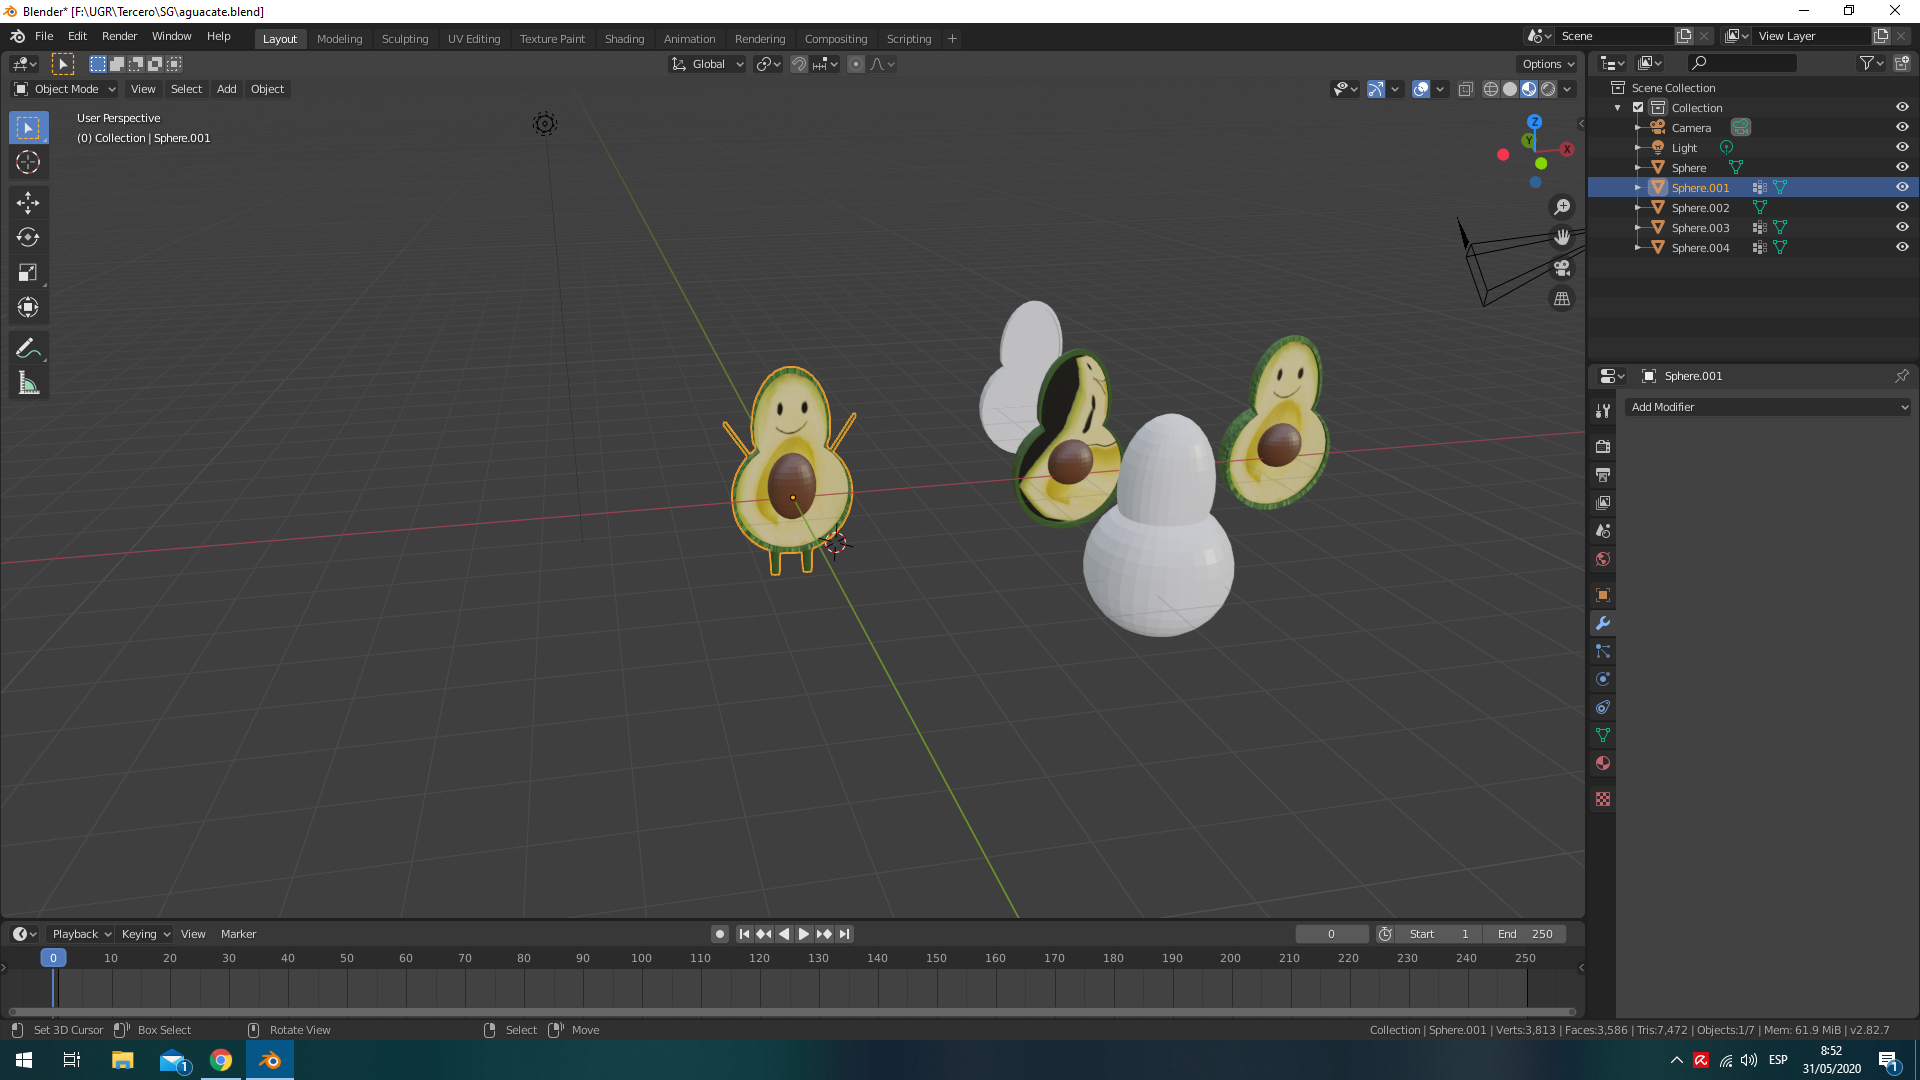 Blender* [F:\UGR\Tercero\SG\aguacate.blend]
File Edit Render Window Help Layout Modeling Sculpting UV Editing Texture Paint Shading Animation Rendering Compositing Scripting Scene View Layer
Global Options
Object Mode View Select Add Object
User Perspective
(0) Collection | Sphere.001
Z
Y
X
Scene Collection
Collection
Camera
Light
Sphere
Sphere.001
Sphere.002
Sphere.003
Sphere.004
Sphere.001
Add Modifier
Playback Keying View Marker 0 Start 1 End 250
0 10 20 30 40 50 60 70 80 90 100 110 120 130 140 150 160 170 180 190 200 210 220 230 240 250
Set 3D Cursor Box Select Rotate View Select Move Collection | Sphere.001 | Verts:3,813 | Faces:3,586 | Tris:7,472 | Objects:1/7 | Mem: 61.9 MiB | v2.82.7
1 ESP 8:52 1
31/05/2020